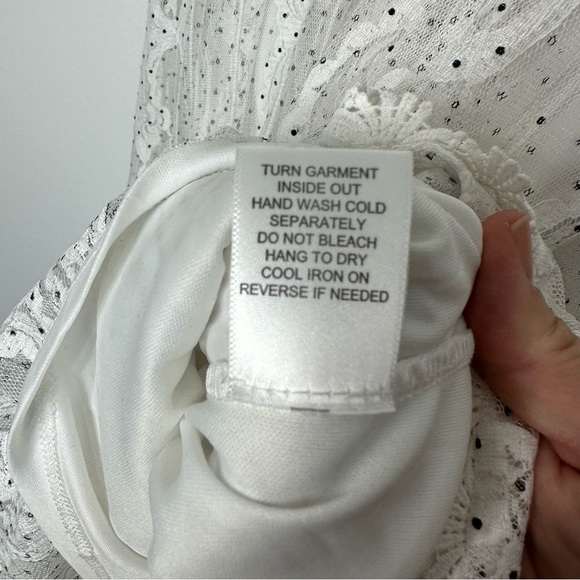 TURN GARMENT
INSIDE OUT
HAND WASH COLD
SEPARATELY
DO NOT BLEACH
HANG TO DRY
COOL IRON ON
REVERSE IF NEEDED